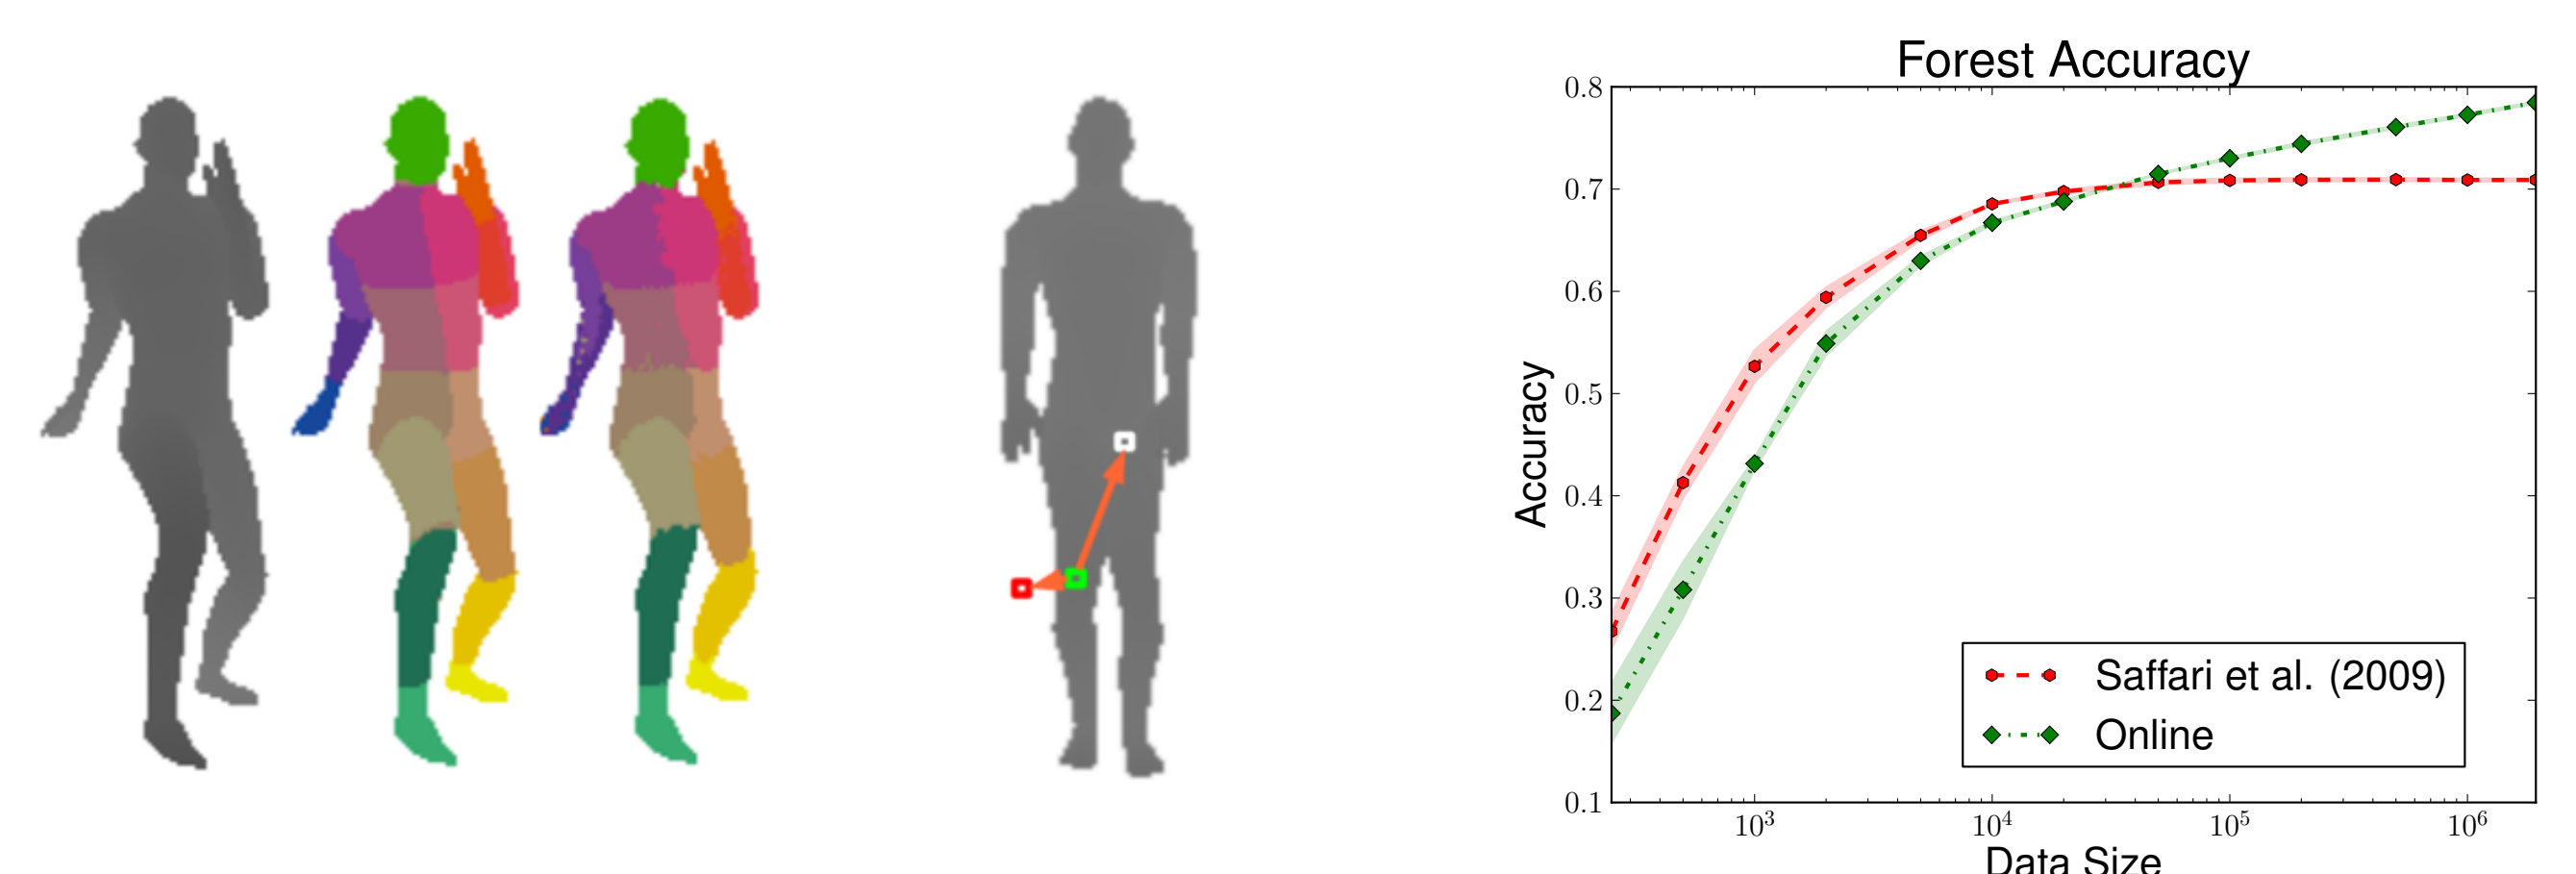 Forest Accuracy
0.8
0.7
0.6
0.5
0.4
0.3
0.2
0.1
Accuracy
Saffari et al. (2009)
Online
10³ 10⁴ 10⁵ 10⁶
Data Size